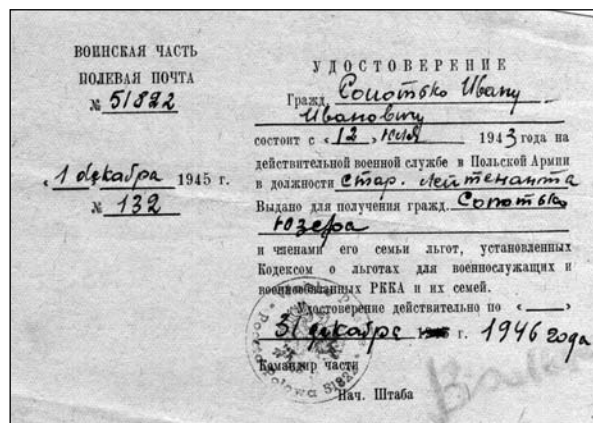 ВОИНСКАЯ ЧАСТЬ
ПОЛЕВАЯ ПОЧТА
№ 51822
«1 декабря 1945 г.
№ 132
УДОСТОВЕРЕНИЕ
Гражд. Сопотько Ивану
Ивановичу
состоит с «12» июля 1943 года на
действительной военной службе в Польской Армии
в должности Стар. лейтенанта
Выдано для получения гражд. Сопотько
Юзефа
и членами его семьи льгот, установленных
Кодексом о льготах для военнослужащих и
военнообязанных РККА и их семей.
Удостоверение действительно по «——»
31 декабря г. 1946 года
Командир части
Нач. Штаба
Poczta Polowa 51822